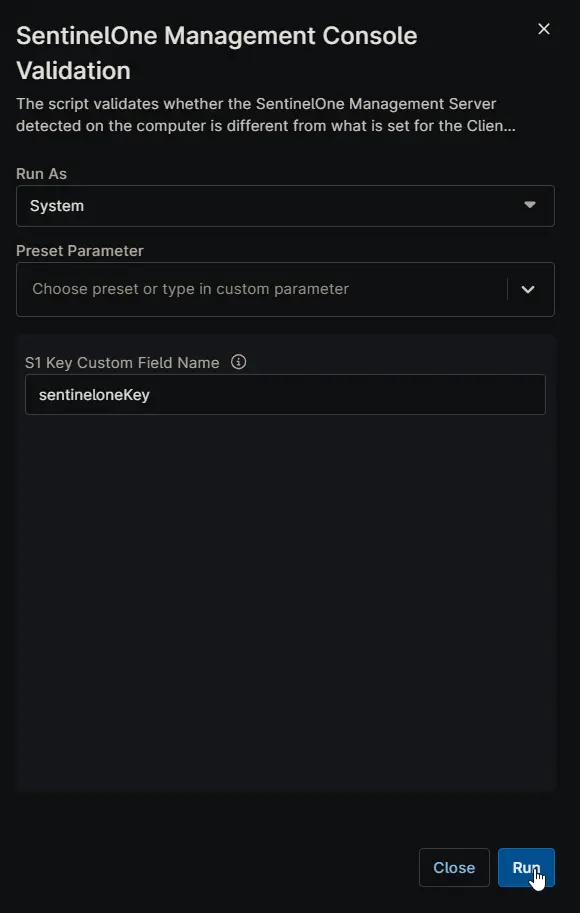 SentinelOne Management Console
Validation
The script validates whether the SentinelOne Management Server
detected on the computer is different from what is set for the Clien...
Run As
System
Preset Parameter
Choose preset or type in custom parameter
S1 Key Custom Field Name
sentineloneKey
Close
Run